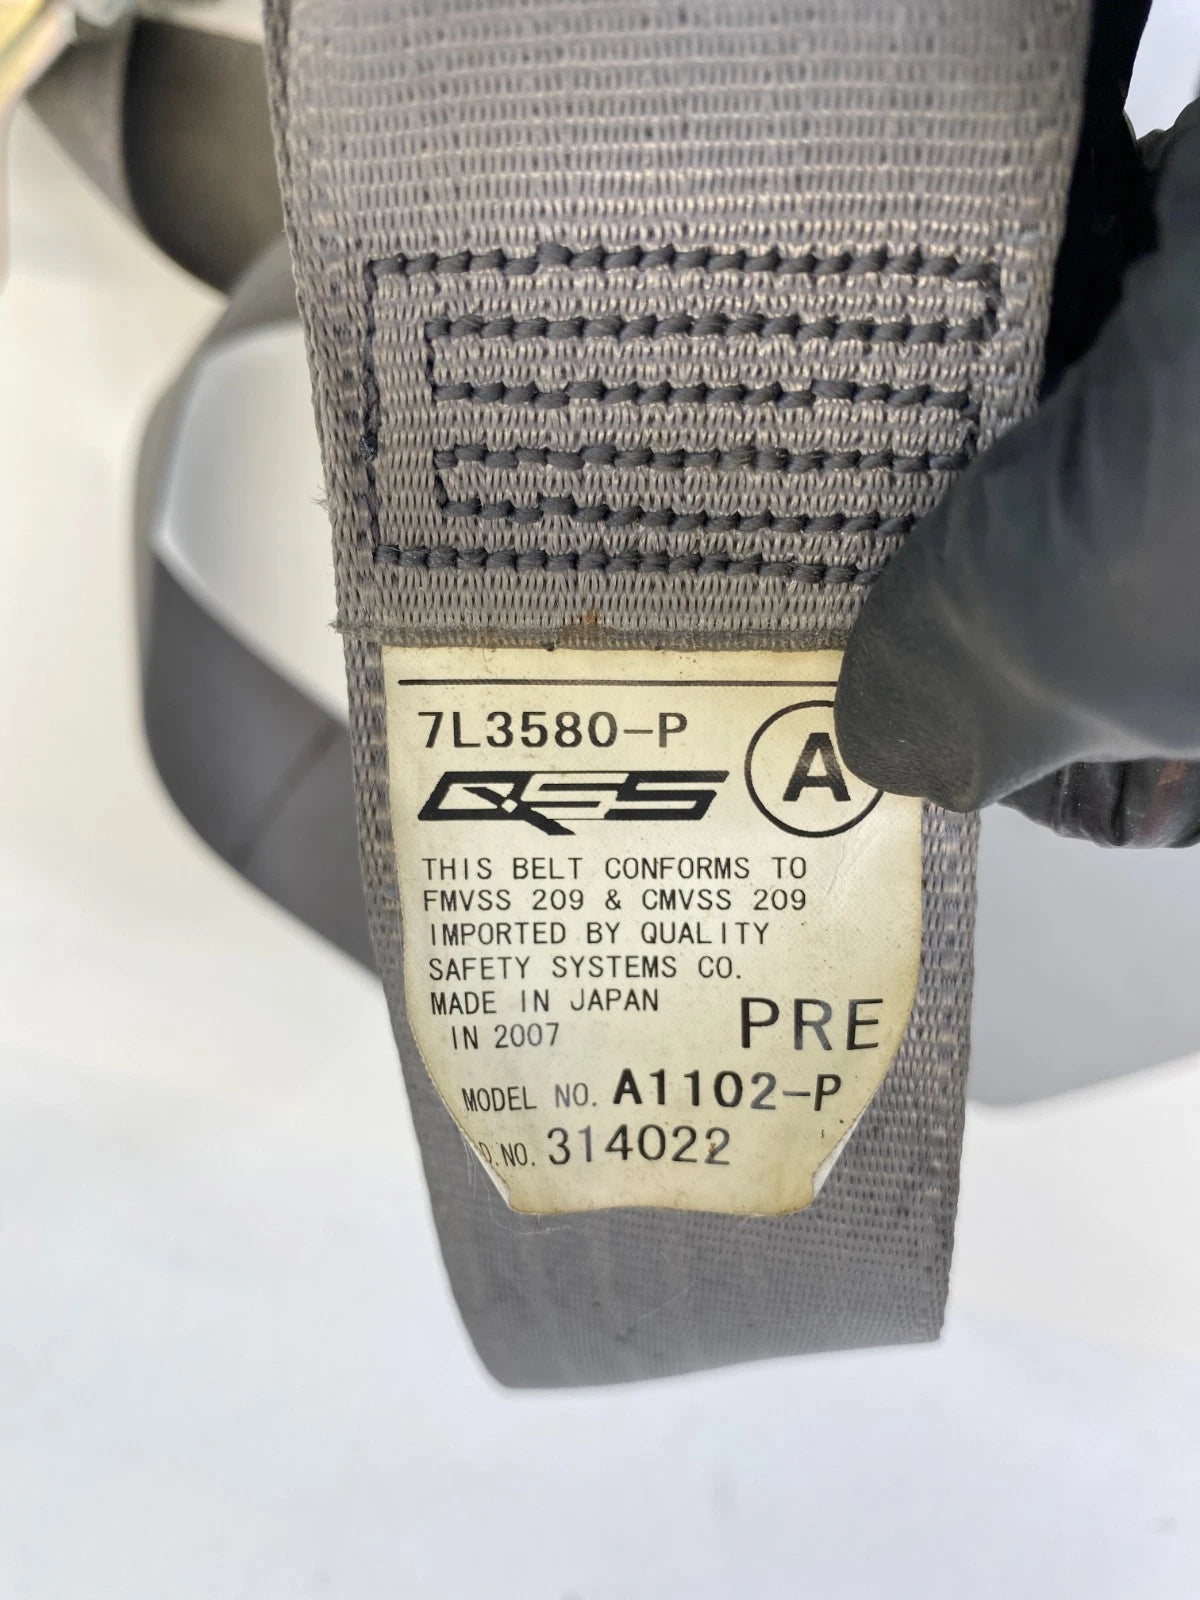 7L3580-P
A
QSS
THIS BELT CONFORMS TO
FMVSS 209 & CMVSS 209
IMPORTED BY QUALITY
SAFETY SYSTEMS CO.
MADE IN JAPAN
IN 2007
PRE
MODEL NO. A1102-P
D.NO. 314022